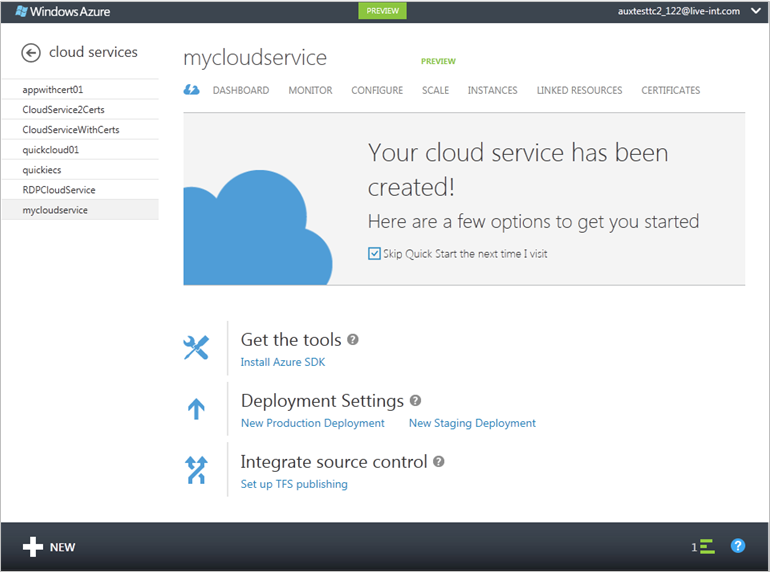 Windows Azure
PREVIEW
auxtesttc2_122@live-int.com
cloud services
appwithcert01
CloudService2Certs
CloudServiceWithCerts
quickcloud01
quickiecs
RDPCloudService
mycloudservice
mycloudservice
PREVIEW
DASHBOARD MONITOR CONFIGURE SCALE INSTANCES LINKED RESOURCES CERTIFICATES
Your cloud service has been
created!
Here are a few options to get you started
Skip Quick Start the next time I visit
Get the tools ?
Install Azure SDK
Deployment Settings ?
New Production Deployment New Staging Deployment
Integrate source control ?
Set up TFS publishing
NEW
1
?